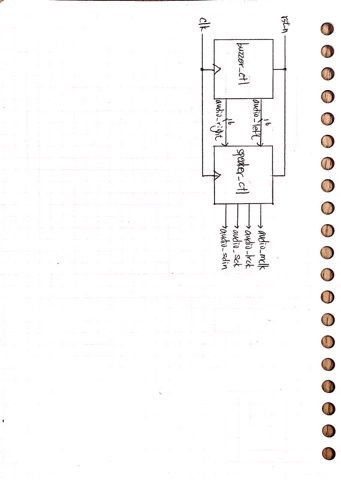 rst_n
clk
buzzer_ctl
16
audio_left
16
audio_right
speaker_ctl
audio_mclk
audio_lrck
audio_sck
audio_sdin